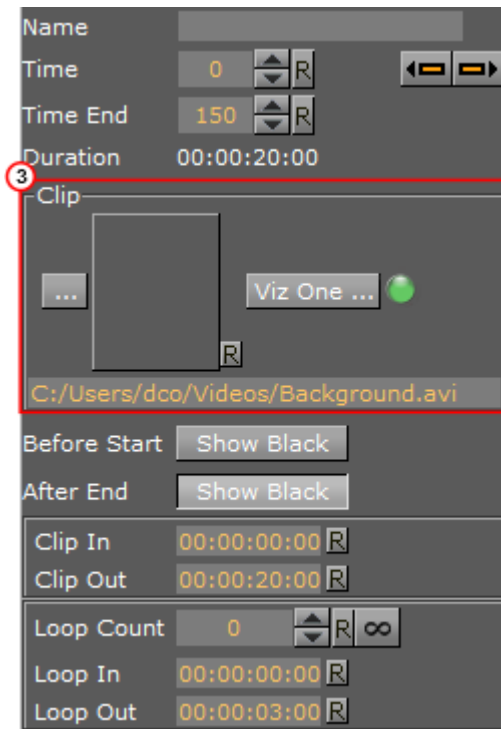 Name
Time 0 R
Time End 150 R
Duration 00:00:20:00
3
Clip
... Viz One ...
R
C:/Users/dco/Videos/Background.avi
Before Start Show Black
After End Show Black
Clip In 00:00:00:00 R
Clip Out 00:00:20:00 R
Loop Count 0 R ∞
Loop In 00:00:00:00 R
Loop Out 00:00:03:00 R